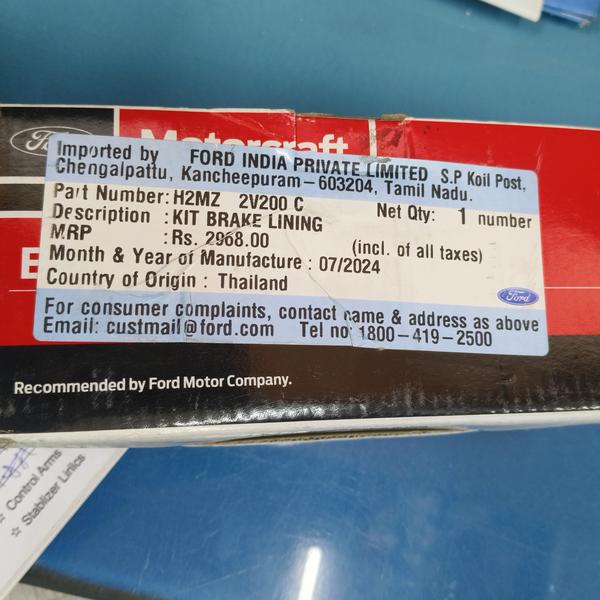 Ford
Motorcraft
Imported by FORD INDIA PRIVATE LIMITED S.P Koil Post,
Chengalpattu, Kancheepuram-603204, Tamil Nadu.
Part Number: H2MZ 2V200 C Net Qty: 1 number
Description : KIT BRAKE LINING
MRP : Rs. 2968.00 (incl. of all taxes)
Month & Year of Manufacture : 07/2024
Country of Origin : Thailand
Ford
For consumer complaints, contact name & address as above
Email: custmail@ford.com Tel no 1800-419-2500
Recommended by Ford Motor Company.
☆ Control Arms
☆ Stabilizer Linics